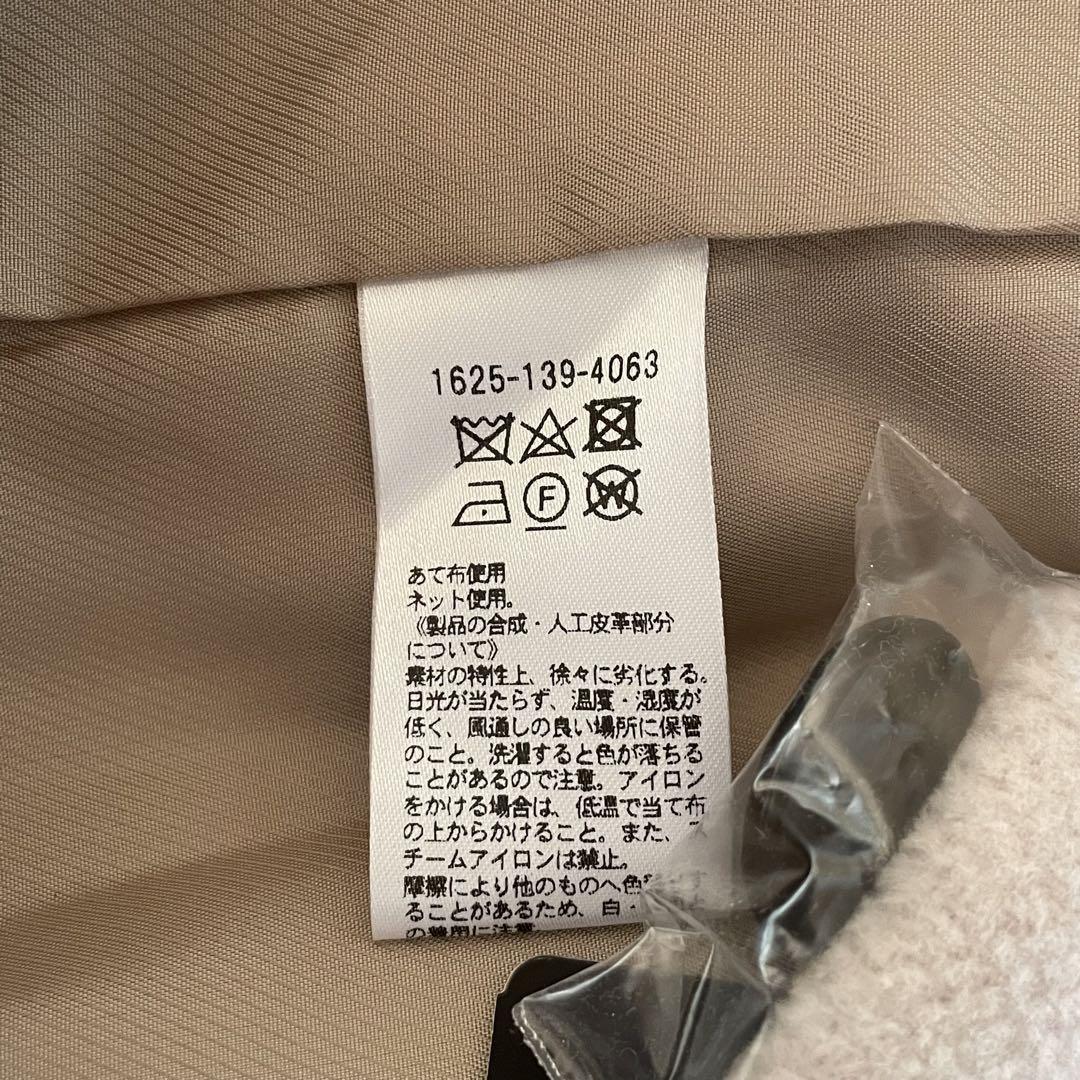 1625-139-4063
F
W
あて布使用
ネット使用。
《製品の合成・人工皮革部分
について》
素材の特性上、徐々に劣化する。
日光が当たらず、温度・湿度が
低く、風通しの良い場所に保管
のこと。洗濯すると色が落ちる
ことがあるので注意。アイロン
をかける場合は、低温で当て布
の上からかけること。また、ス
チームアイロンは禁止。
摩擦により他のものへ色
ることがあるため、白・
の着用に注意